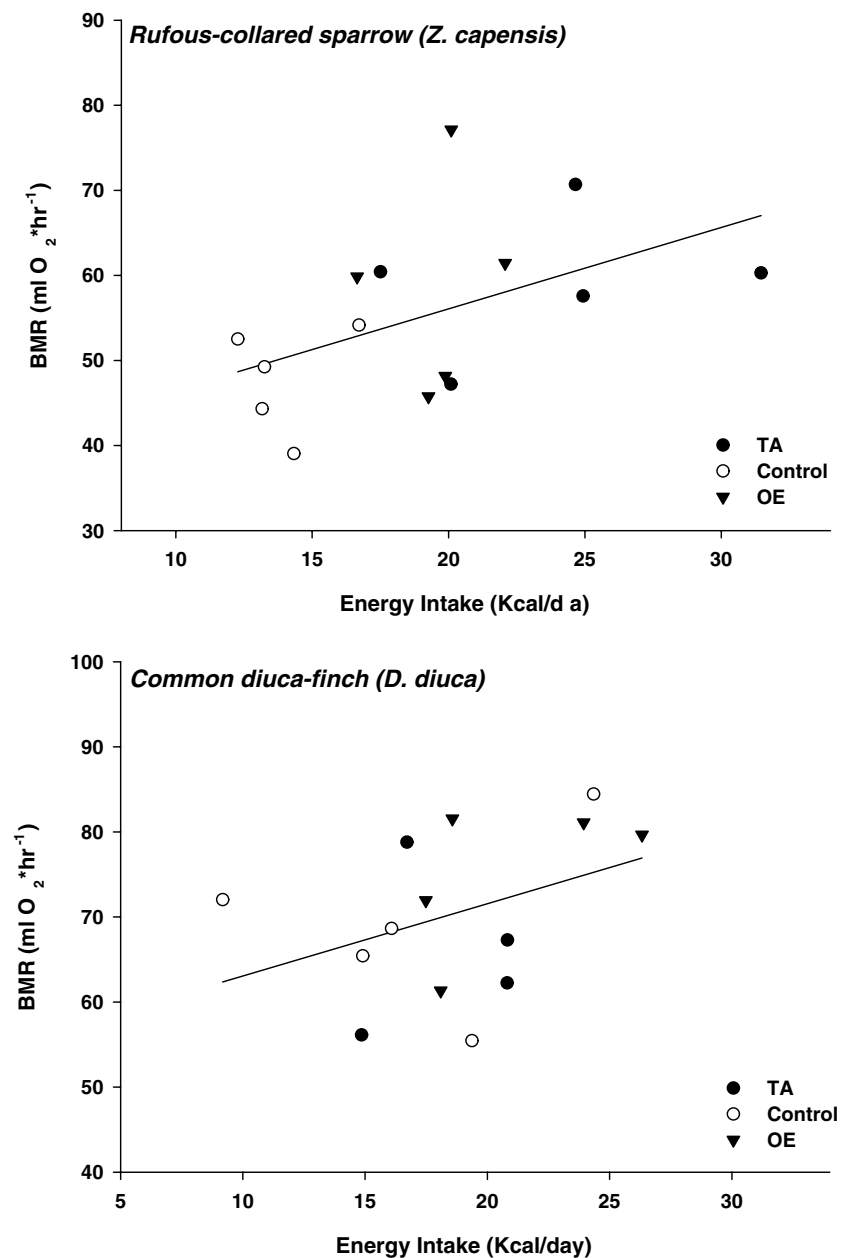 Rufous-collared sparrow (Z. capensis)
90
80
70
60
50
40
30
BMR (ml O 2 *hr-1)
10 15 20 25 30
Energy Intake (Kcal/d a)
TA
Control
OE
Common diuca-finch (D. diuca)
100
90
80
70
60
50
40
BMR (ml O 2 *hr-1)
5 10 15 20 25 30
Energy Intake (Kcal/day)
TA
Control
OE